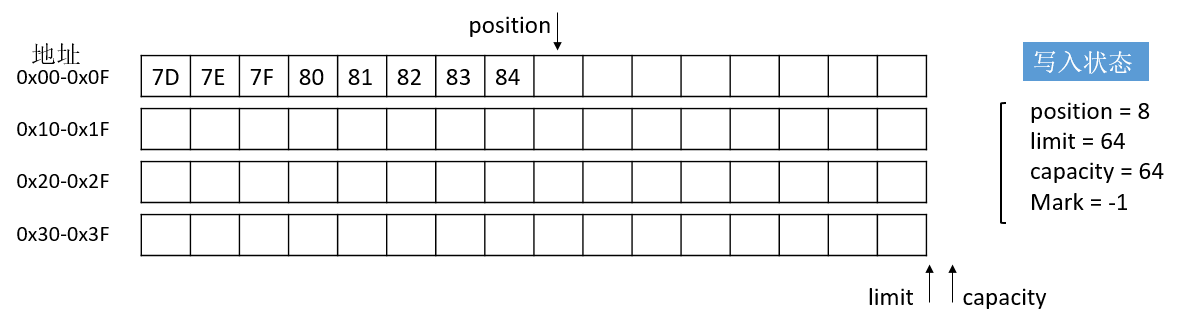 position
地址
0x00-0x0F 7D 7E 7F 80 81 82 83 84
0x10-0x1F
0x20-0x2F
0x30-0x3F
limit capacity
写入状态
position = 8
limit = 64
capacity = 64
Mark = -1